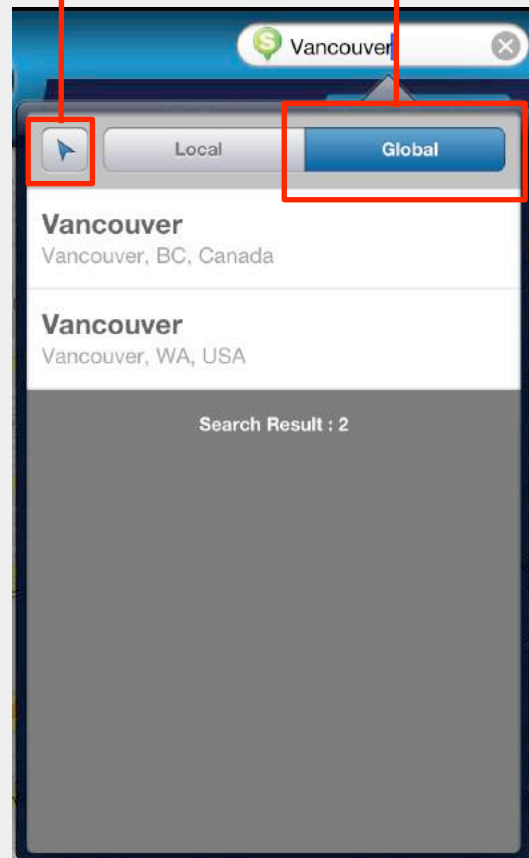 S Vancouver
Local Global
Vancouver
Vancouver, BC, Canada
Vancouver
Vancouver, WA, USA
Search Result : 2